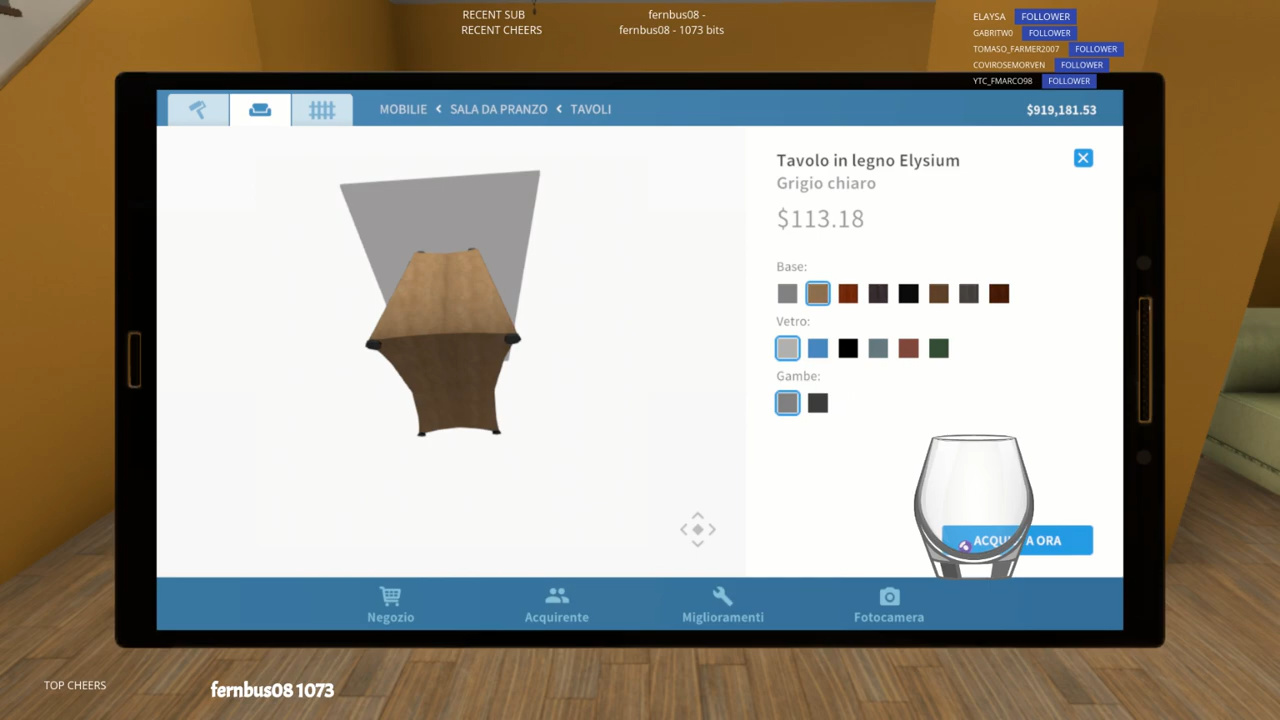 RECENT SUB
fernbus08 -
RECENT CHEERS
fernbus08 - 1073 bits
ELAYSA FOLLOWER
GABRITW0 FOLLOWER
TOMASO_FARMER2007 FOLLOWER
COVIROSEMORVEN FOLLOWER
YTC_FMARCO98 FOLLOWER
MOBILIE < SALA DA PRANZO < TAVOLI
$919,181.53
Tavolo in legno Elysium
Grigio chiaro
$113.18
Base:
Vetro:
Gambe:
ORA
Negozio
Acquirente
Miglioramenti
Fotocamera
TOP CHEERS
fernbus08 1073